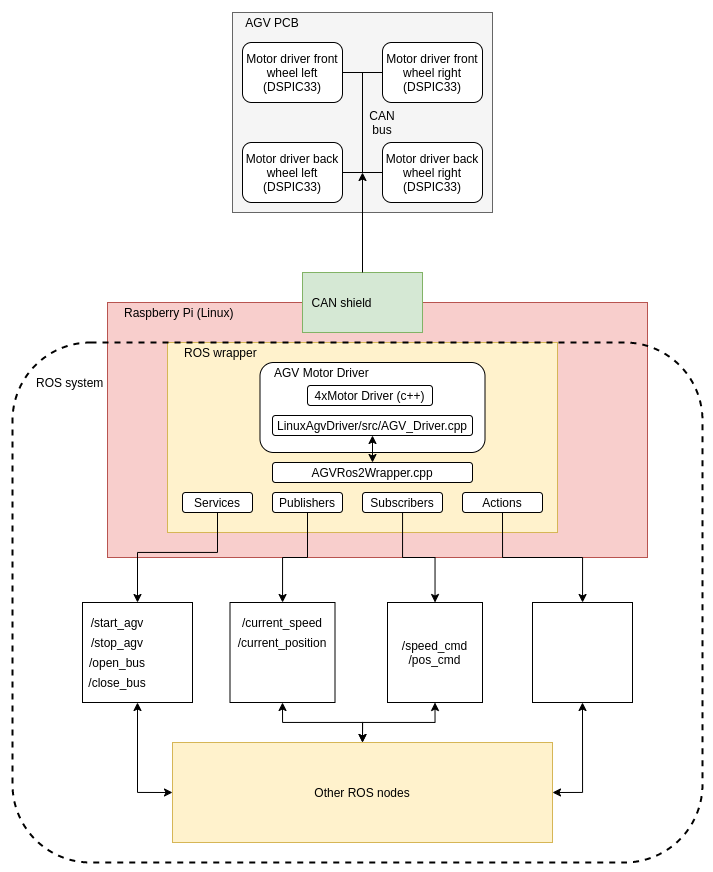 AGV PCB
Motor driver front
wheel left
(DSPIC33)
Motor driver front
wheel right
(DSPIC33)
CAN
bus
Motor driver back
wheel left
(DSPIC33)
Motor driver back
wheel right
(DSPIC33)
CAN shield
Raspberry Pi (Linux)
ROS wrapper
ROS system
AGV Motor Driver
4xMotor Driver (c++)
LinuxAgvDriver/src/AGV_Driver.cpp
AGVRos2Wrapper.cpp
Services
Publishers
Subscribers
Actions
/start_agv
/stop_agv
/open_bus
/close_bus
/current_speed
/current_position
/speed_cmd
/pos_cmd
Other ROS nodes